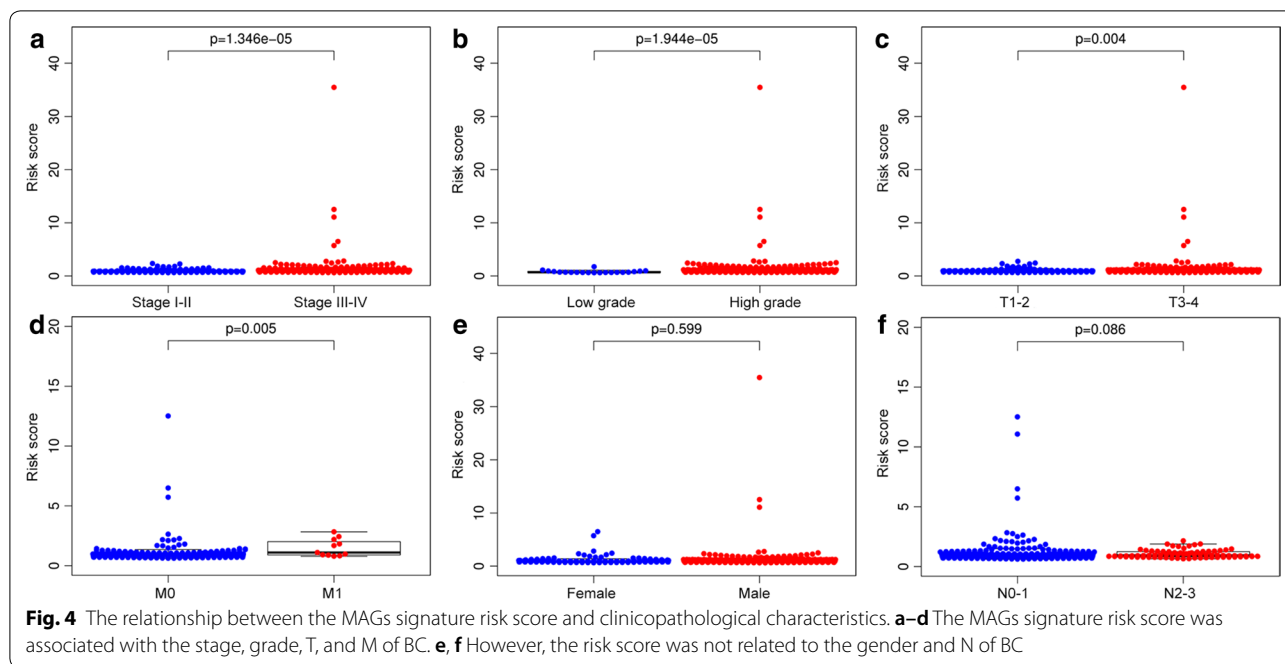 a
p=1.346e-05
Risk score
0
10
20
30
40
Stage I-II
Stage III-IV
b
p=1.944e-05
Risk score
0
10
20
30
40
Low grade
High grade
c
p=0.004
Risk score
0
10
20
30
40
T1-2
T3-4
d
p=0.005
Risk score
0
5
10
15
20
M0
M1
e
p=0.599
Risk score
0
10
20
30
40
Female
Male
f
p=0.086
Risk score
0
5
10
15
20
N0-1
N2-3
Fig. 4 The relationship between the MAGs signature risk score and clinicopathological characteristics. a–d The MAGs signature risk score was
associated with the stage, grade, T, and M of BC. e, f However, the risk score was not related to the gender and N of BC